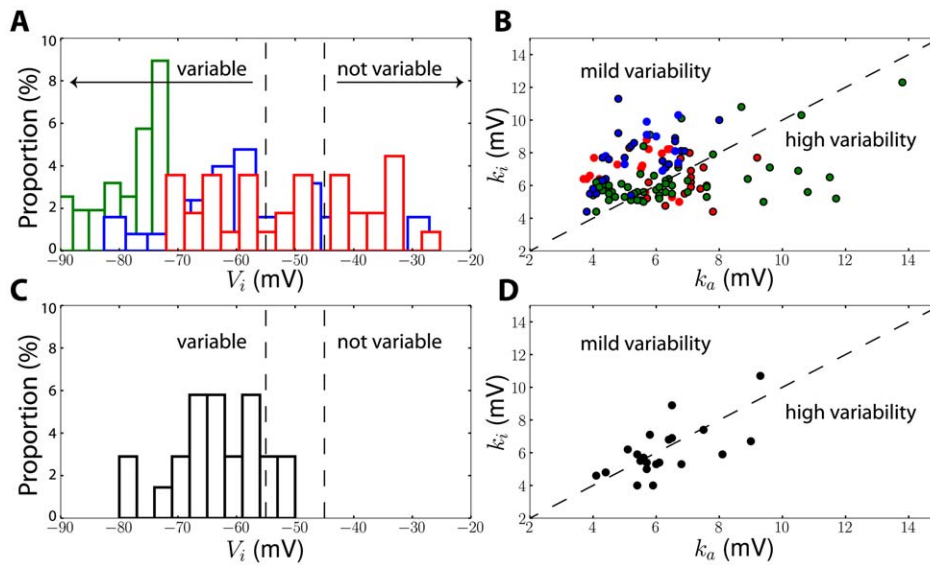 A
10
8
6
4
2
0
Proportion (%)
variable
not variable
−90 −80 −70 −60 −50 −40 −30 −20
V_i (mV)
B
14
12
10
8
6
4
2
k_i (mV)
mild variability
high variability
2 4 6 8 10 12 14
k_a (mV)
C
10
8
6
4
2
0
Proportion (%)
variable
not variable
−90 −80 −70 −60 −50 −40 −30 −20
V_i (mV)
D
14
12
10
8
6
4
2
k_i (mV)
mild variability
high variability
2 4 6 8 10 12 14
k_a (mV)